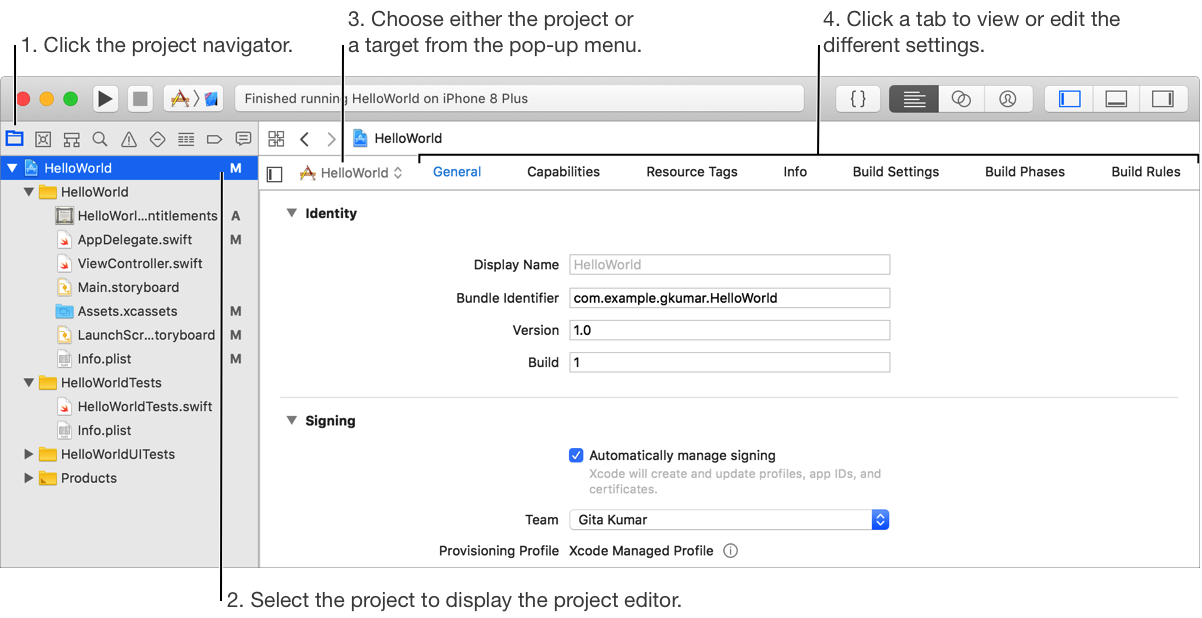 3. Choose either the project or
a target from the pop-up menu.
4. Click a tab to view or edit the
different settings.
1. Click the project navigator.
Finished running HelloWorld on iPhone 8 Plus
{}
HelloWorld
HelloWorld M
HelloWorld
General Capabilities Resource Tags Info Build Settings Build Phases Build Rules
HelloWorld
HelloWorl...ntitlements A
AppDelegate.swift M
ViewController.swift
Main.storyboard
Assets.xcassets M
LaunchScr...toryboard M
Info.plist M
HelloWorldTests
HelloWorldTests.swift
Info.plist
HelloWorldUITests
Products
Identity
Display Name HelloWorld
Bundle Identifier com.example.gkumar.HelloWorld
Version 1.0
Build 1
Signing
Automatically manage signing
Xcode will create and update profiles, app IDs, and
certificates.
Team Gita Kumar
Provisioning Profile Xcode Managed Profile
2. Select the project to display the project editor.